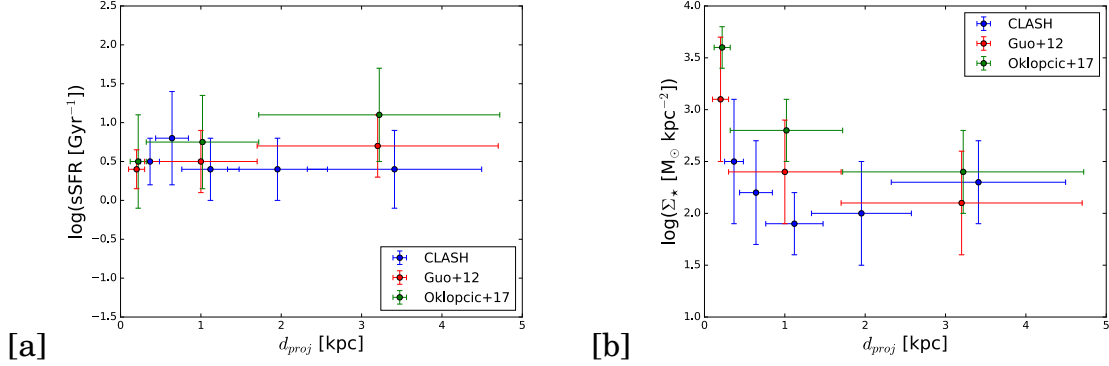 2.5
2.0
1.5
1.0
0.5
0.0
−0.5
−1.0
−1.5
log(sSFR [Gyr⁻¹])
CLASH
Guo+12
Oklopcic+17
0 1 2 3 4 5
d_proj [kpc]
[a]
4.0
3.5
3.0
2.5
2.0
1.5
1.0
log(Σ⋆ [M⊙ kpc⁻²])
CLASH
Guo+12
Oklopcic+17
0 1 2 3 4 5
d_proj [kpc]
[b]